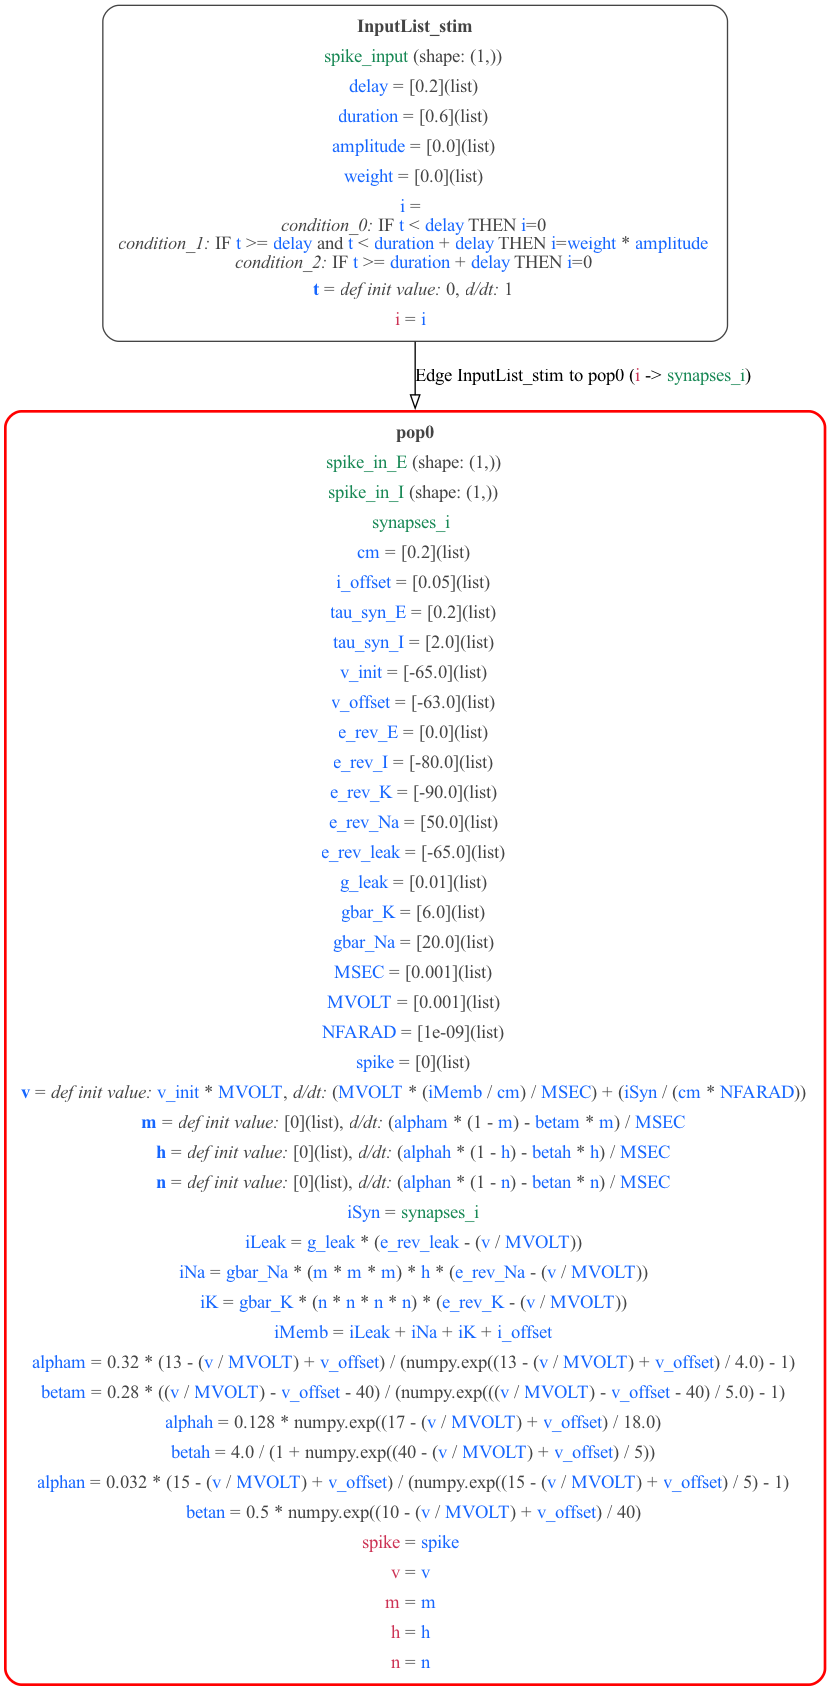 InputList_stim
spike_input (shape: (1,))
delay = [0.2](list)
duration = [0.6](list)
amplitude = [0.0](list)
weight = [0.0](list)
i =
condition_0: IF t < delay THEN i=0
condition_1: IF t >= delay and t < duration + delay THEN i=weight * amplitude
condition_2: IF t >= duration + delay THEN i=0
t = def init value: 0, d/dt: 1
i = i
Edge InputList_stim to pop0 (i -> synapses_i)
pop0
spike_in_E (shape: (1,))
spike_in_I (shape: (1,))
synapses_i
cm = [0.2](list)
i_offset = [0.05](list)
tau_syn_E = [0.2](list)
tau_syn_I = [2.0](list)
v_init = [-65.0](list)
v_offset = [-63.0](list)
e_rev_E = [0.0](list)
e_rev_I = [-80.0](list)
e_rev_K = [-90.0](list)
e_rev_Na = [50.0](list)
e_rev_leak = [-65.0](list)
g_leak = [0.01](list)
gbar_K = [6.0](list)
gbar_Na = [20.0](list)
MSEC = [0.001](list)
MVOLT = [0.001](list)
NFARAD = [1e-09](list)
spike = [0](list)
v = def init value: v_init * MVOLT, d/dt: (MVOLT * (iMemb / cm) / MSEC) + (iSyn / (cm * NFARAD))
m = def init value: [0](list), d/dt: (alpham * (1 - m) - betam * m) / MSEC
h = def init value: [0](list), d/dt: (alphah * (1 - h) - betah * h) / MSEC
n = def init value: [0](list), d/dt: (alphan * (1 - n) - betan * n) / MSEC
iSyn = synapses_i
iLeak = g_leak * (e_rev_leak - (v / MVOLT))
iNa = gbar_Na * (m * m * m) * h * (e_rev_Na - (v / MVOLT))
iK = gbar_K * (n * n * n * n) * (e_rev_K - (v / MVOLT))
iMemb = iLeak + iNa + iK + i_offset
alpham = 0.32 * (13 - (v / MVOLT) + v_offset) / (numpy.exp((13 - (v / MVOLT) + v_offset) / 4.0) - 1)
betam = 0.28 * ((v / MVOLT) - v_offset - 40) / (numpy.exp(((v / MVOLT) - v_offset - 40) / 5.0) - 1)
alphah = 0.128 * numpy.exp((17 - (v / MVOLT) + v_offset) / 18.0)
betah = 4.0 / (1 + numpy.exp((40 - (v / MVOLT) + v_offset) / 5))
alphan = 0.032 * (15 - (v / MVOLT) + v_offset) / (numpy.exp((15 - (v / MVOLT) + v_offset) / 5) - 1)
betan = 0.5 * numpy.exp((10 - (v / MVOLT) + v_offset) / 40)
spike = spike
v = v
m = m
h = h
n = n